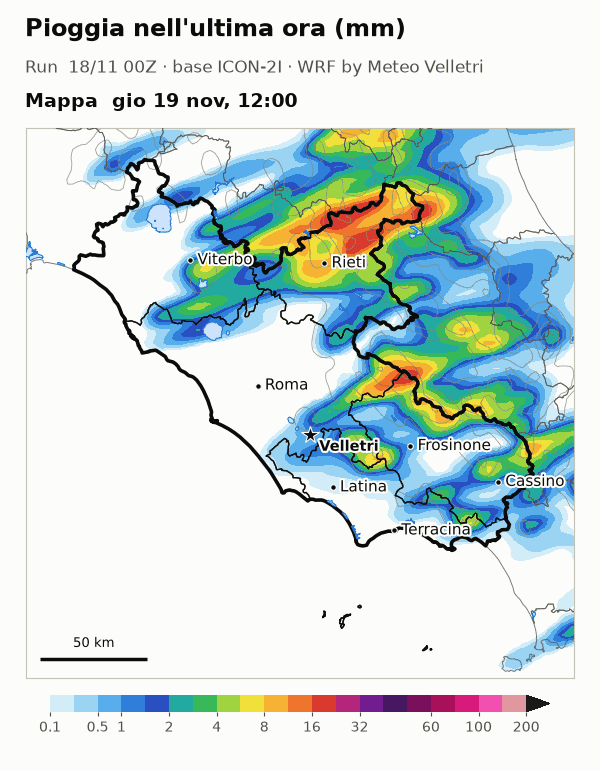 Pioggia nell'ultima ora (mm)
Run  18/11 00Z · base ICON-2I · WRF by Meteo Velletri
Mappa  gio 19 nov, 12:00
Viterbo
Rieti
Roma
Velletri
Frosinone
Cassino
Latina
Terracina
50 km
0.1 0.5 1 2 4 8 16 32 60 100 200